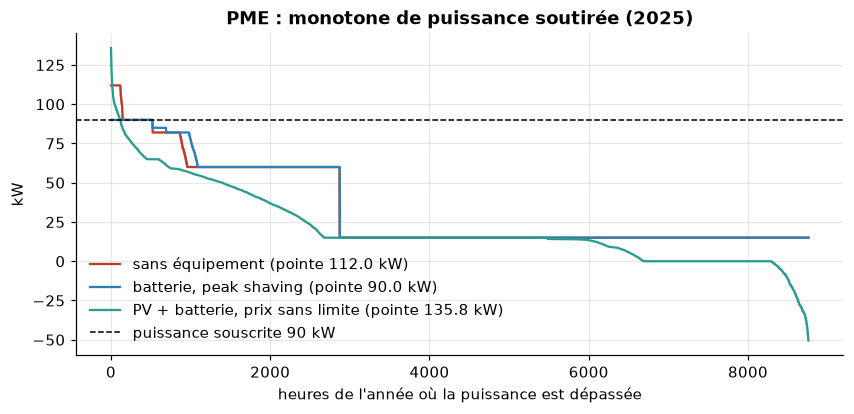 PME : monotone de puissance soutirée (2025)
kW
125
100
75
50
25
0
−25
−50
sans équipement (pointe 112.0 kW)
batterie, peak shaving (pointe 90.0 kW)
PV + batterie, prix sans limite (pointe 135.8 kW)
puissance souscrite 90 kW
0 2000 4000 6000 8000
heures de l'année où la puissance est dépassée